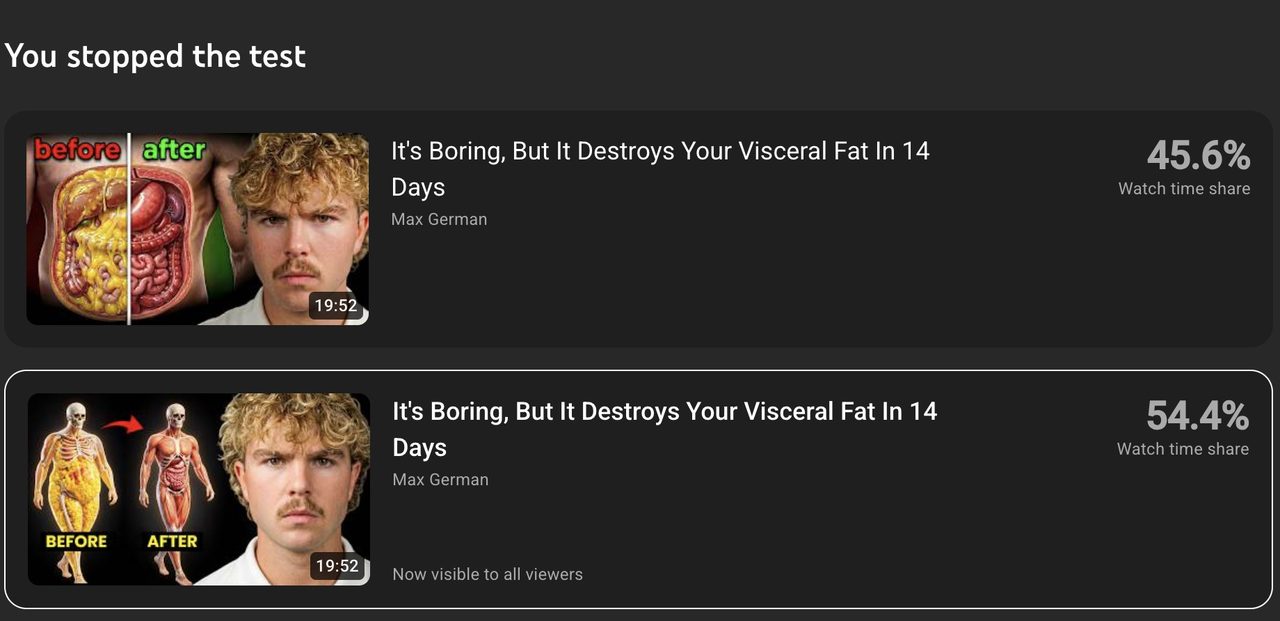 You stopped the test
before after
19:52
It's Boring, But It Destroys Your Visceral Fat In 14
Days
Max German
45.6%
Watch time share
BEFORE AFTER
19:52
It's Boring, But It Destroys Your Visceral Fat In 14
Days
Max German
Now visible to all viewers
54.4%
Watch time share